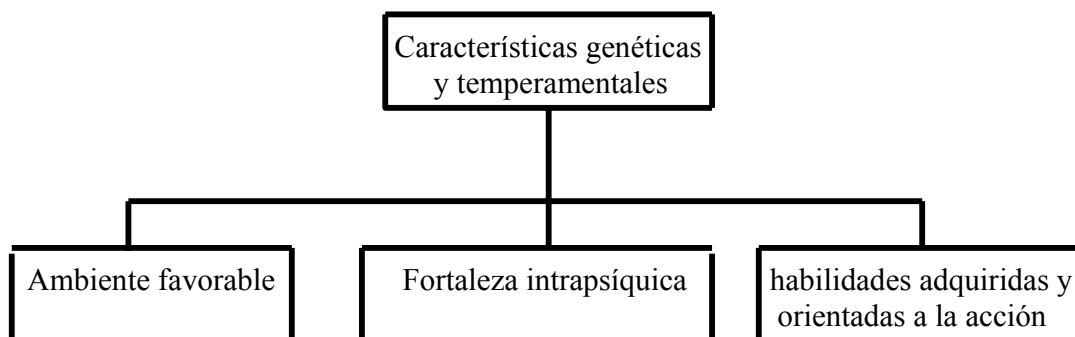 Características genéticas
y temperamentales
Ambiente favorable
Fortaleza intrapsíquica
habilidades adquiridas y
orientadas a la acción